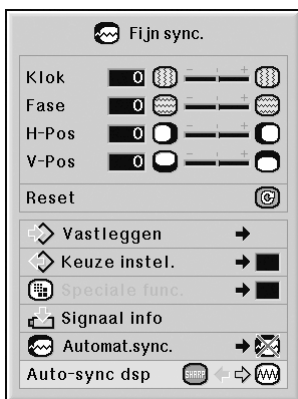 Fijn sync.
Klok 0 - +
Fase 0 - +
H-Pos 0 - +
V-Pos 0 - +
Reset
Vastleggen
Keuze instel.
Speciale func.
Signaal info
Automat.sync.
Auto-sync dsp SHARP